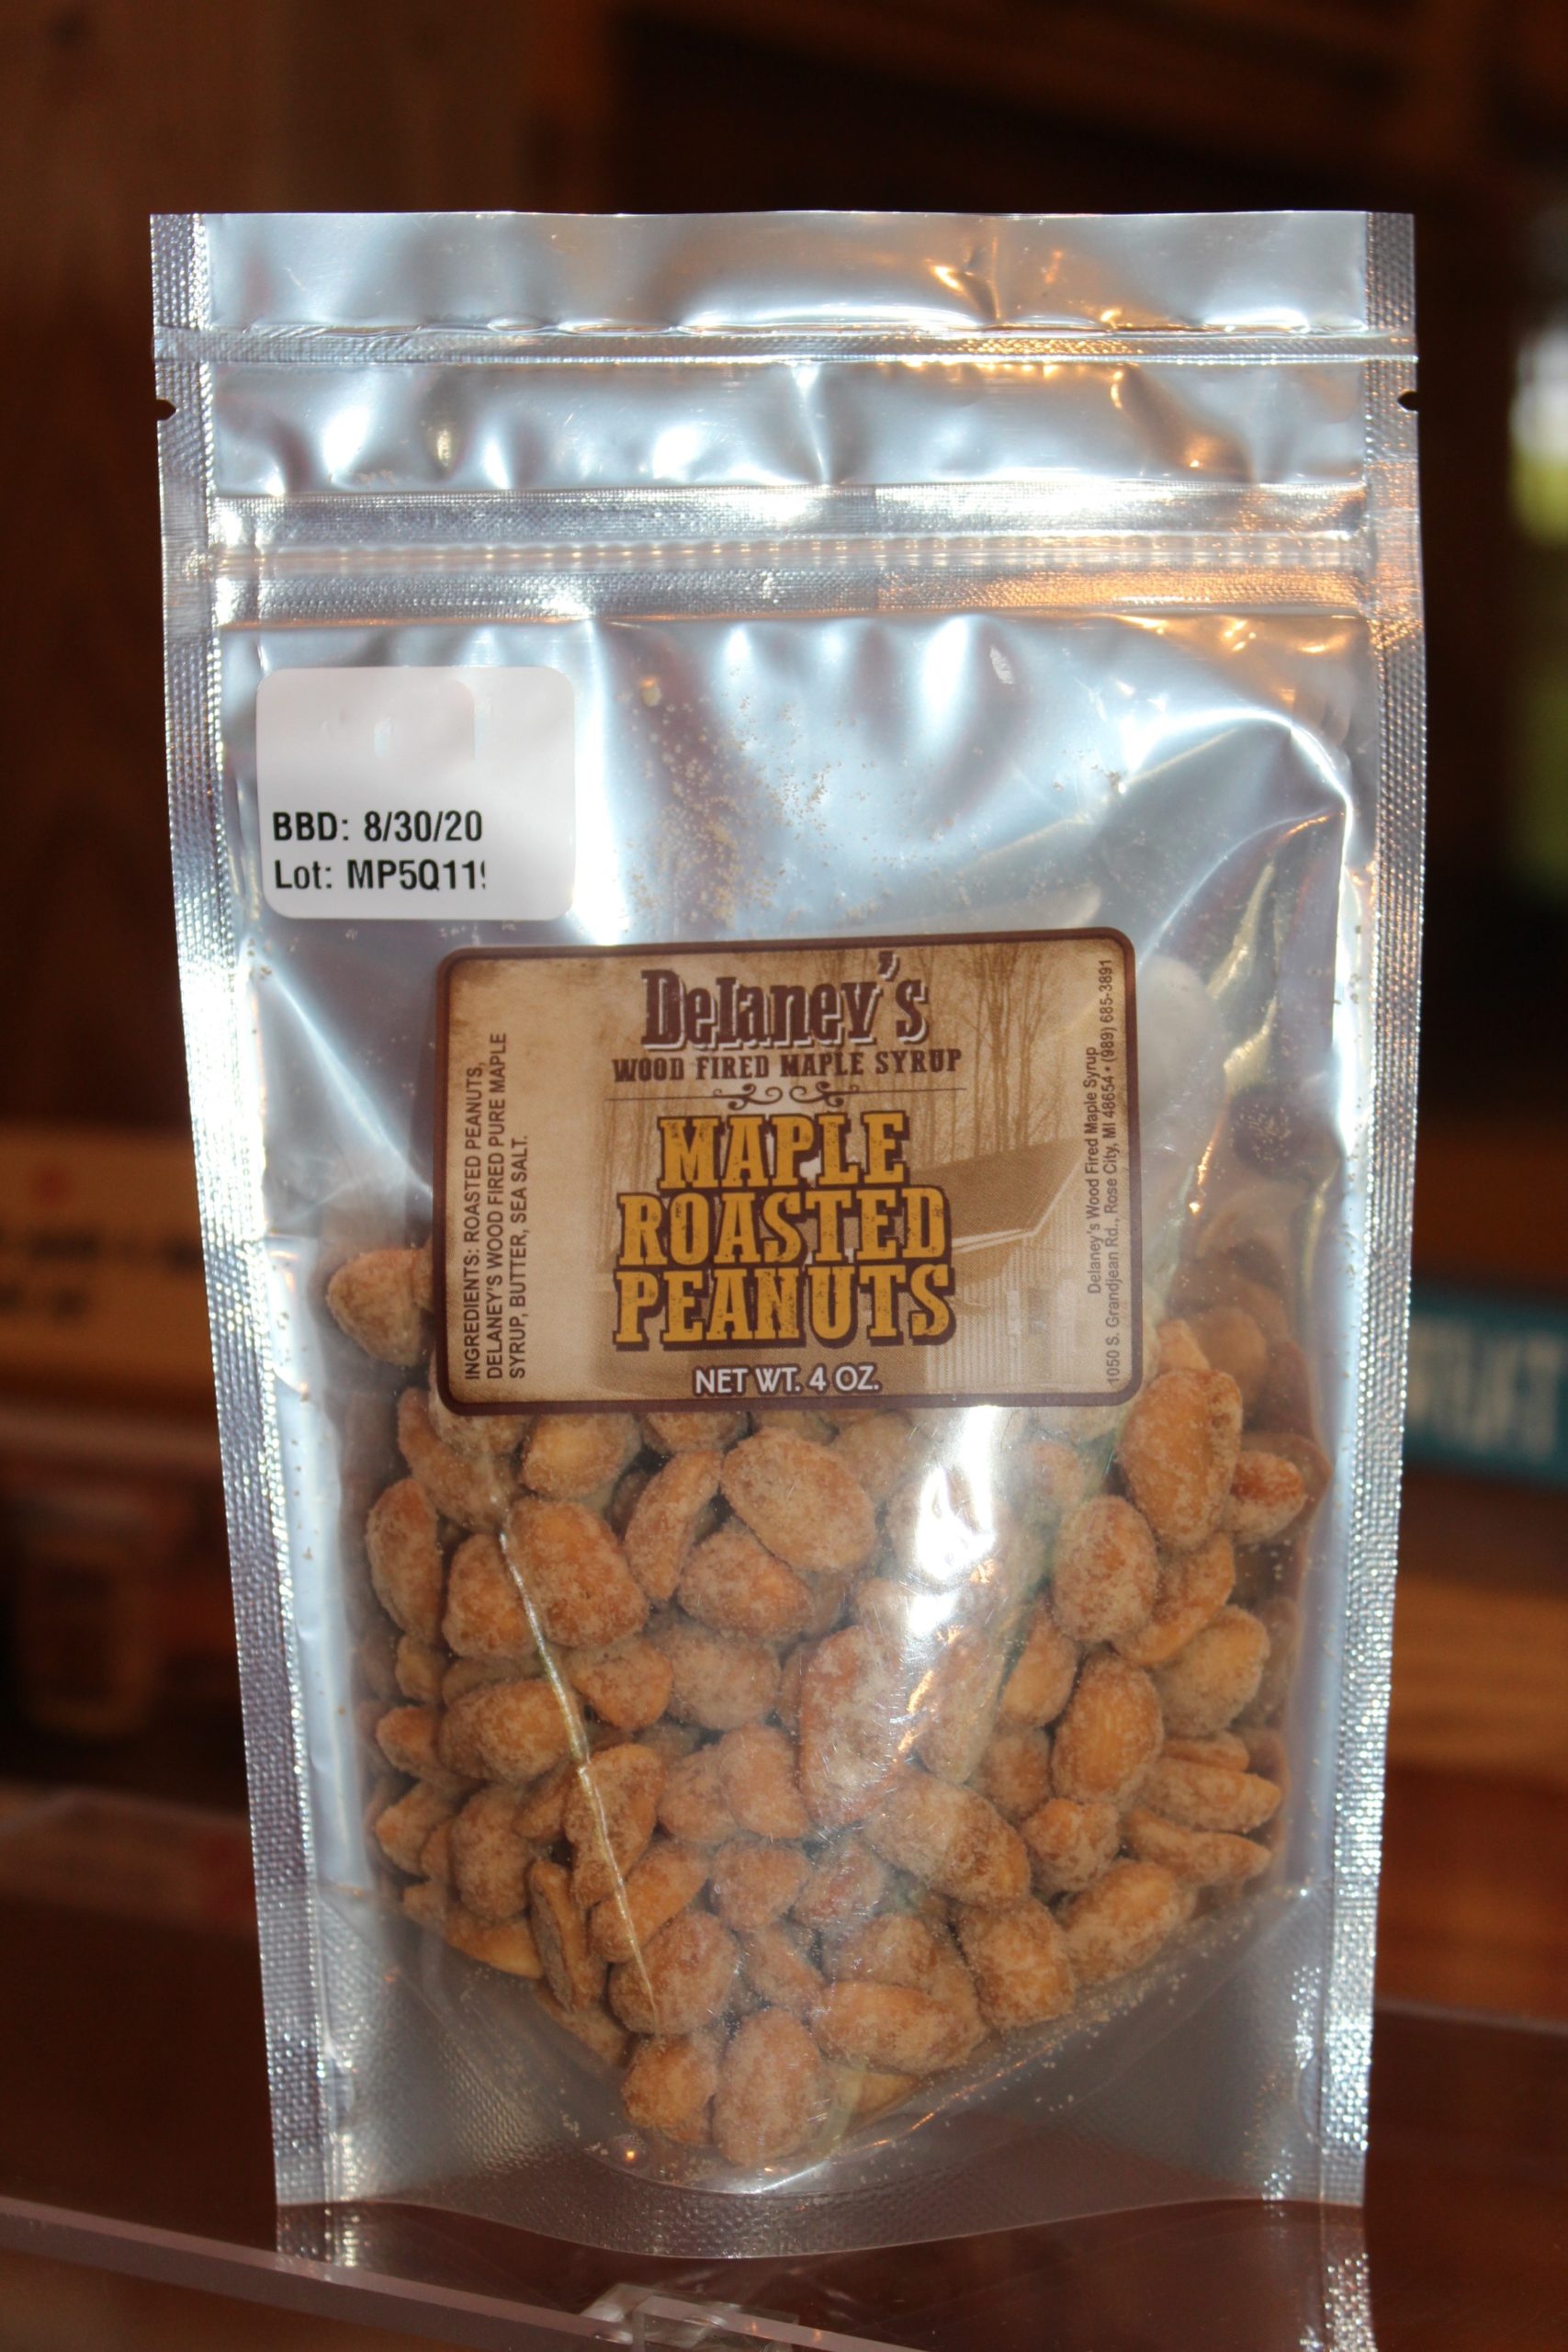 BBD: 8/30/20
Lot: MP5Q11
Delaney's
WOOD FIRED MAPLE SYRUP
MAPLE
ROASTED
PEANUTS
NET WT. 4 OZ.
INGREDIENTS: ROASTED PEANUTS,
DELANEY'S WOOD FIRED PURE MAPLE
SYRUP, BUTTER, SEA SALT.
Delaney's Wood Fired Maple Syrup
1050 S. Grandjean Rd., Rose City, MI 48654 • (989) 685-3891